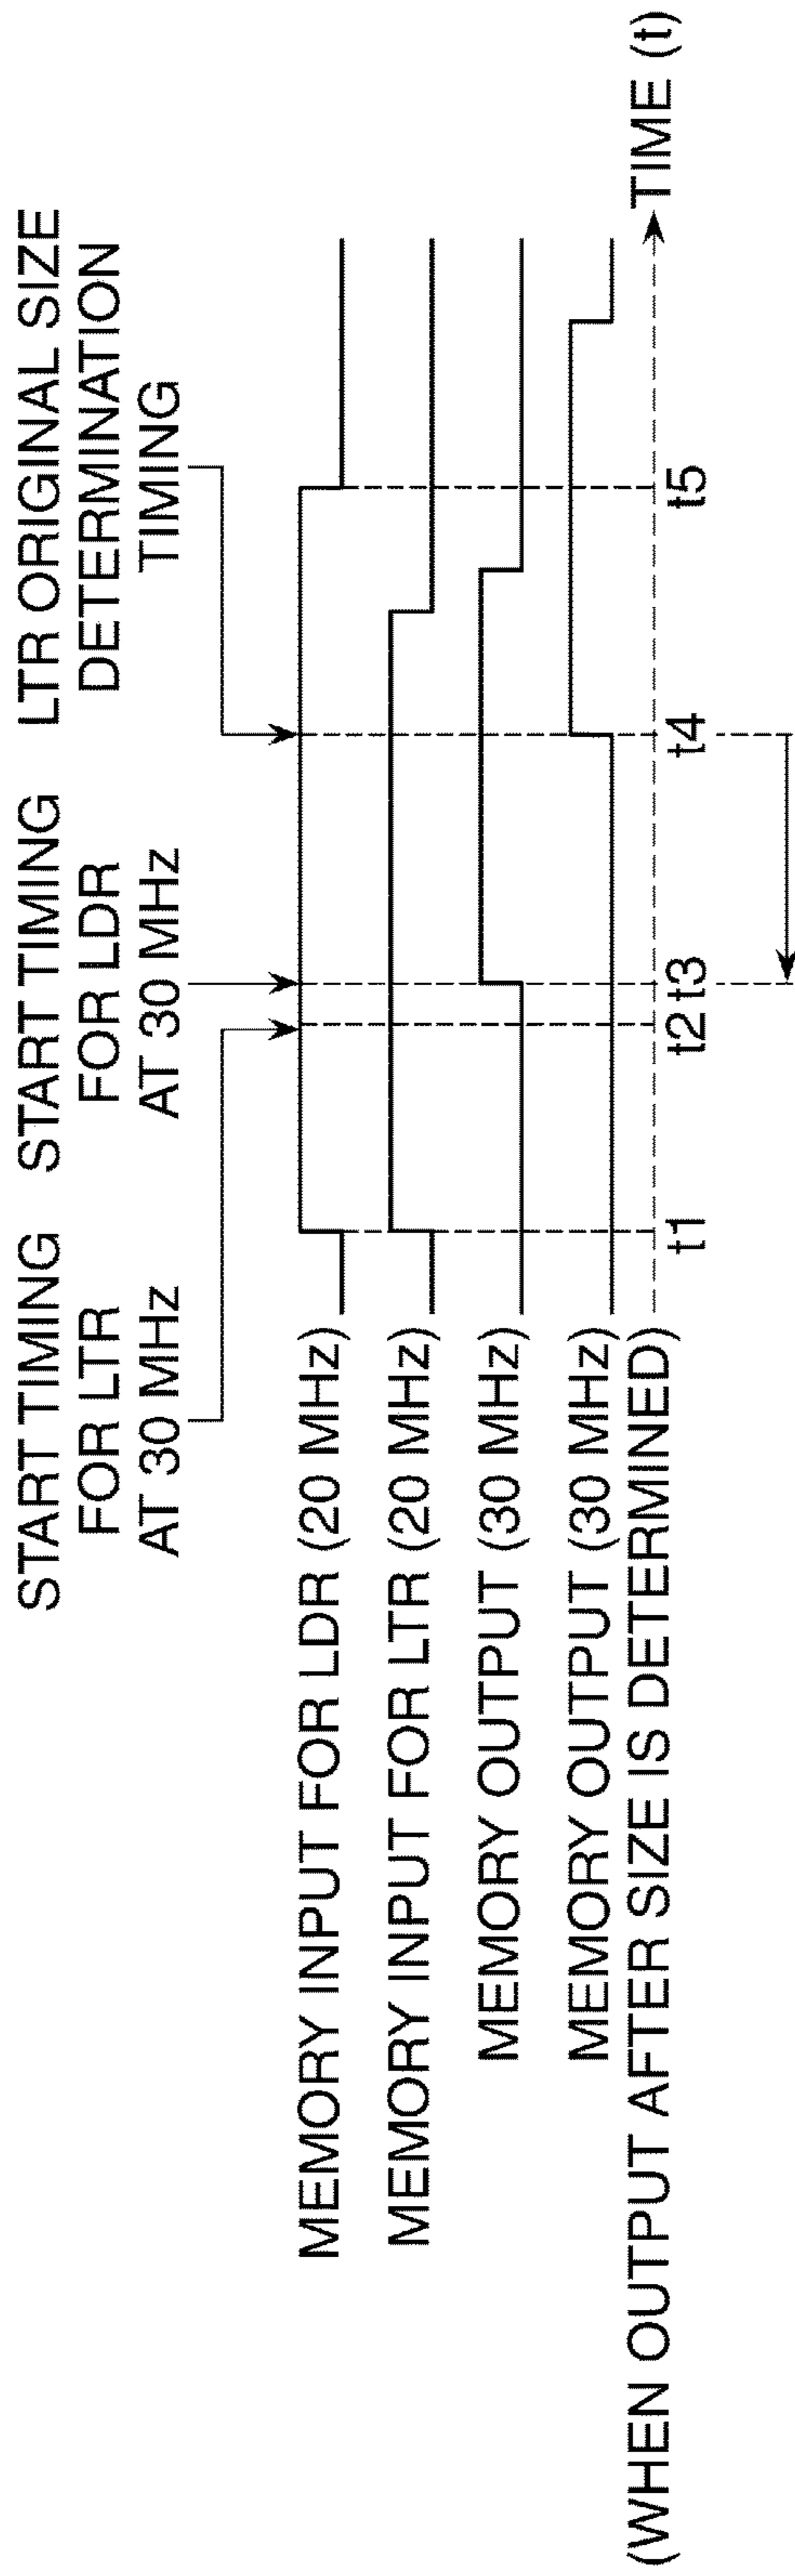 START TIMING
FOR LTR
AT 30 MHz
START TIMING
FOR LDR
AT 30 MHz
LTR ORIGINAL SIZE
DETERMINATION
TIMING
MEMORY INPUT FOR LDR (20 MHz)
MEMORY INPUT FOR LTR (20 MHz)
MEMORY OUTPUT (30 MHz)
MEMORY OUTPUT (30 MHz)
(WHEN OUTPUT AFTER SIZE IS DETERMINED)
TIME (t)
t1 t2 t3 t4 t5